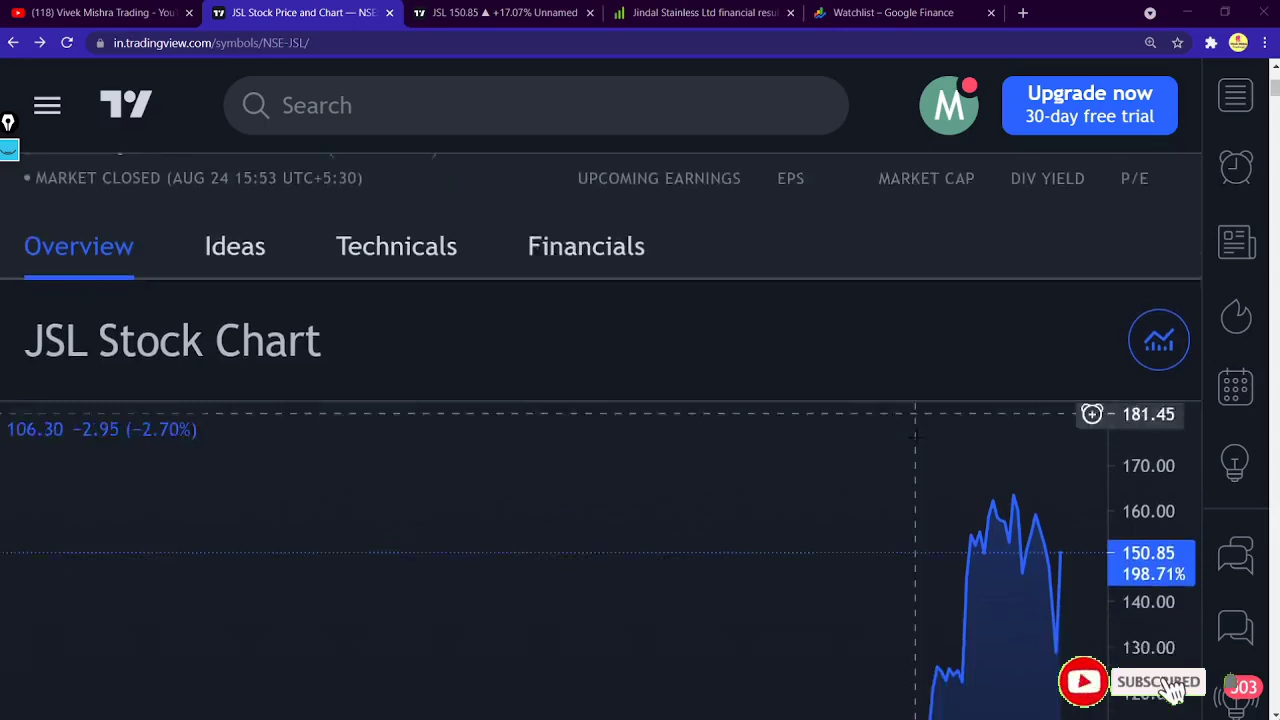 (118) Vivek Mishra Trading - You
JSL Stock Price and Chart — NSE
JSL 150.85 ▲ +17.07% Unnamed
Jindal Stainless Ltd financial resu
Watchlist – Google Finance
in.tradingview.com/symbols/NSE-JSL/
Search
M
Upgrade now
30-day free trial
MARKET CLOSED (AUG 24 15:53 UTC+5:30)
UPCOMING EARNINGS EPS MARKET CAP DIV YIELD P/E
Overview Ideas Technicals Financials
JSL Stock Chart
181.45
106.30 −2.95 (−2.70%)
170.00
160.00
150.85
198.71%
140.00
130.00
SUBSCRIBED